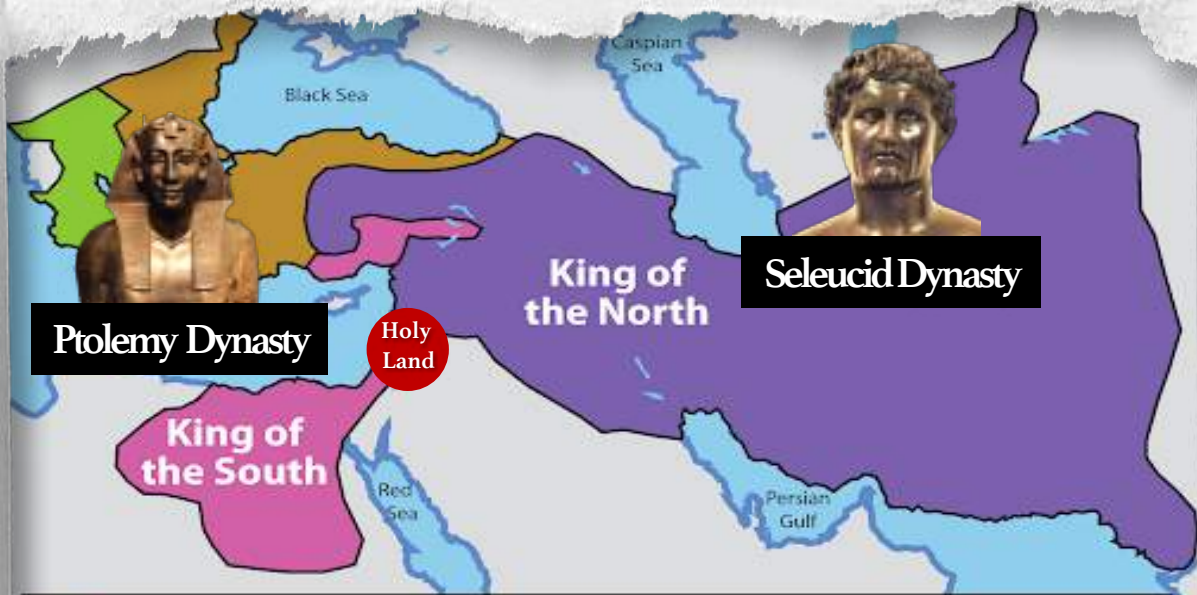 Caspian
Sea
Black Sea
King of
the North
Seleucid Dynasty
Ptolemy Dynasty
Holy
Land
King of
the South
Red
Sea
Persian
Gulf